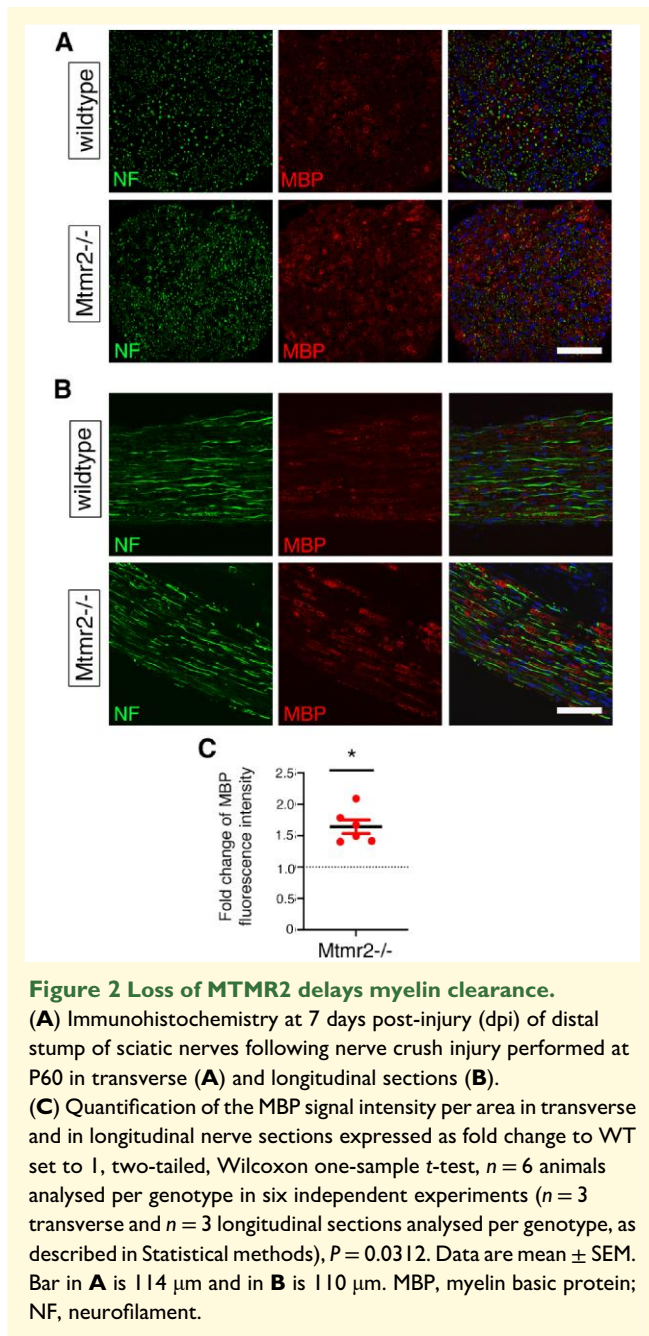 A
wildtype
NF
MBP
Mtmr2-/-
NF
MBP
B
wildtype
NF
MBP
Mtmr2-/-
NF
MBP
C
*
Fold change of MBP
fluorescence intensity
2.5
2.0
1.5
1.0
0.5
0
Mtmr2-/-
Figure 2 Loss of MTMR2 delays myelin clearance.
(A) Immunohistochemistry at 7 days post-injury (dpi) of distal
stump of sciatic nerves following nerve crush injury performed at
P60 in transverse (A) and longitudinal sections (B).
(C) Quantification of the MBP signal intensity per area in transverse
and in longitudinal nerve sections expressed as fold change to WT
set to 1, two-tailed, Wilcoxon one-sample t-test, n = 6 animals
analysed per genotype in six independent experiments (n = 3
transverse and n = 3 longitudinal sections analysed per genotype, as
described in Statistical methods), P = 0.0312. Data are mean ± SEM.
Bar in A is 114 μm and in B is 110 μm. MBP, myelin basic protein;
NF, neurofilament.